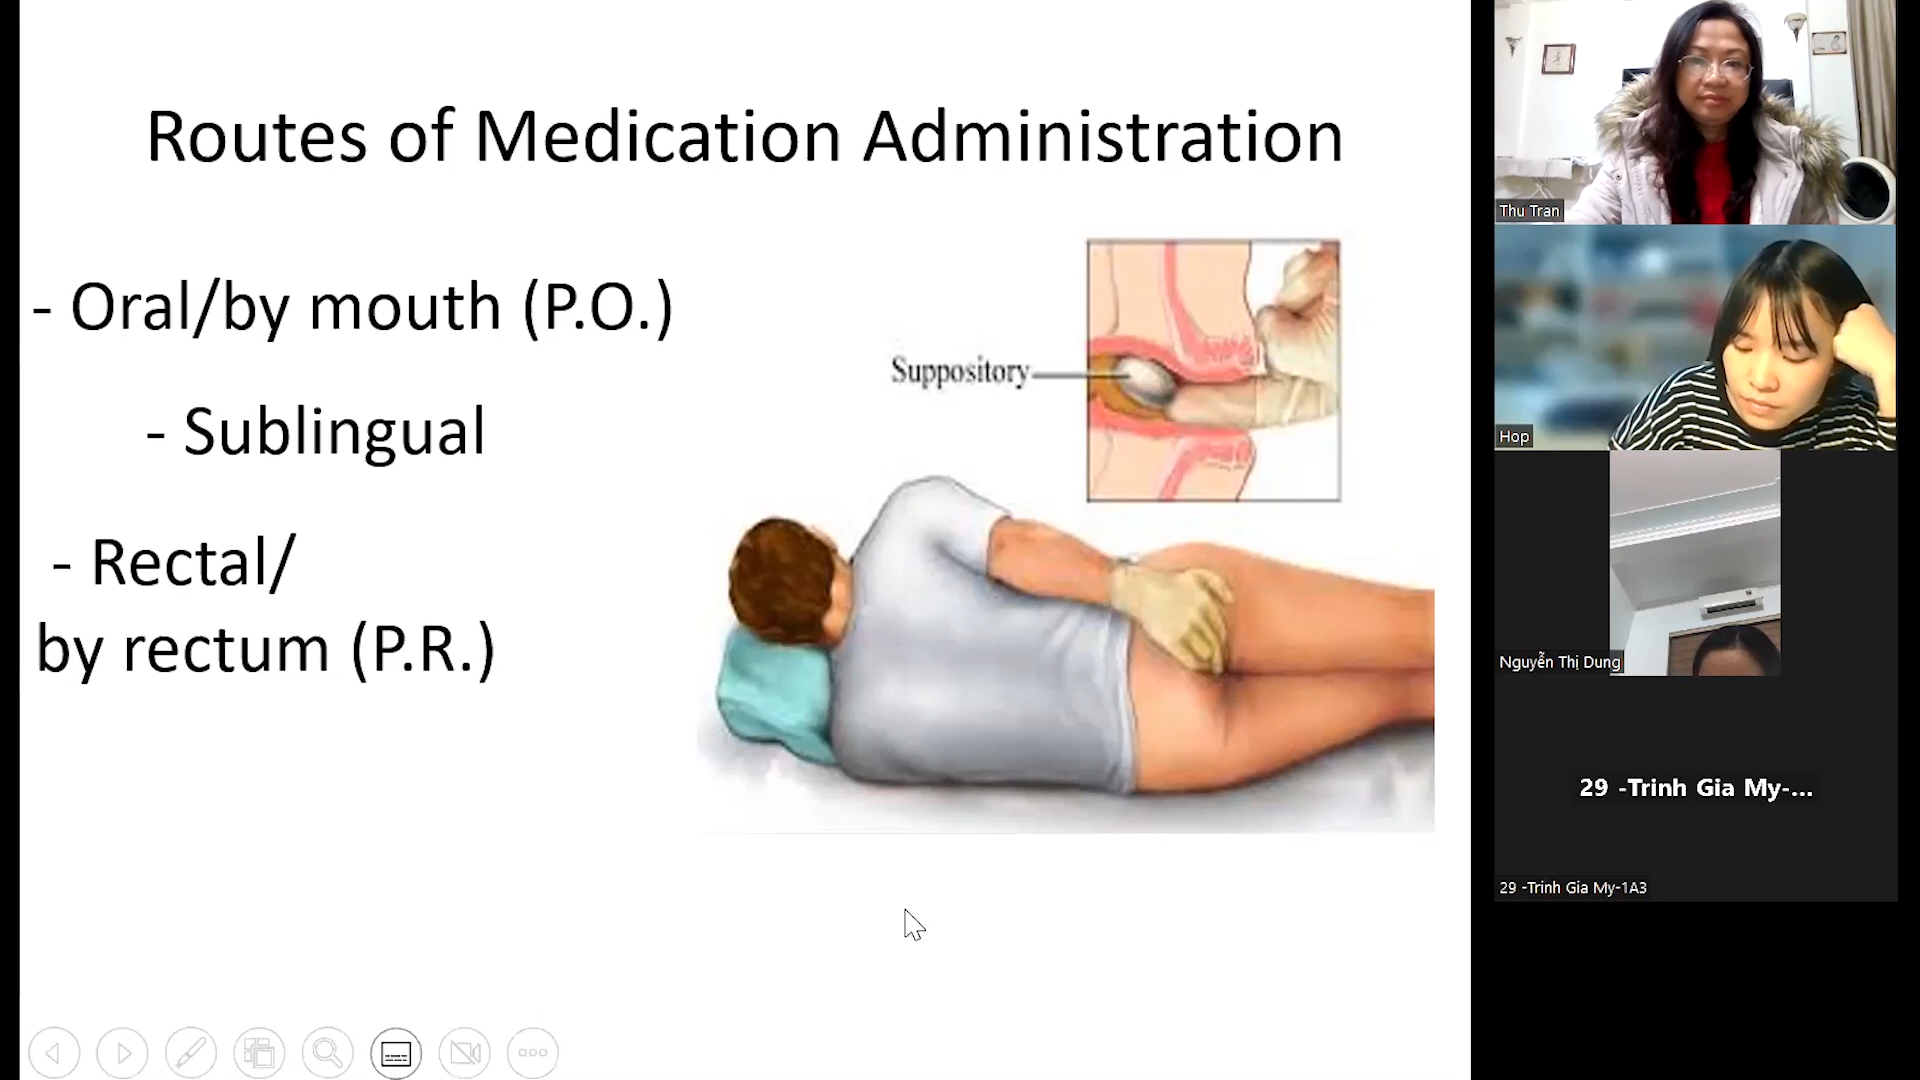 Routes of Medication Administration
- Oral/by mouth (P.O.)
- Sublingual
- Rectal/
by rectum (P.R.)
Suppository
Thu Tran
Hop
Nguyễn Thị Dung
29 -Trinh Gia My-...
29 -Trinh Gia My-1A3